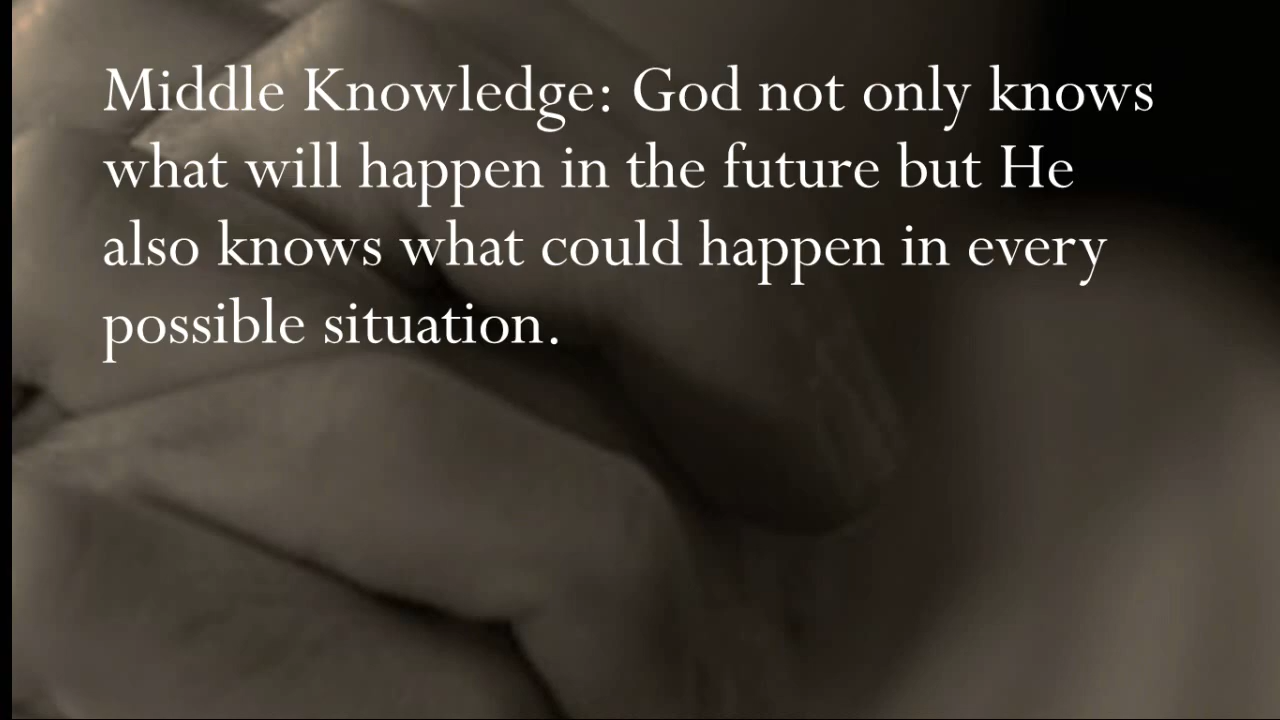 Middle Knowledge: God not only knows
what will happen in the future but He
also knows what could happen in every
possible situation.